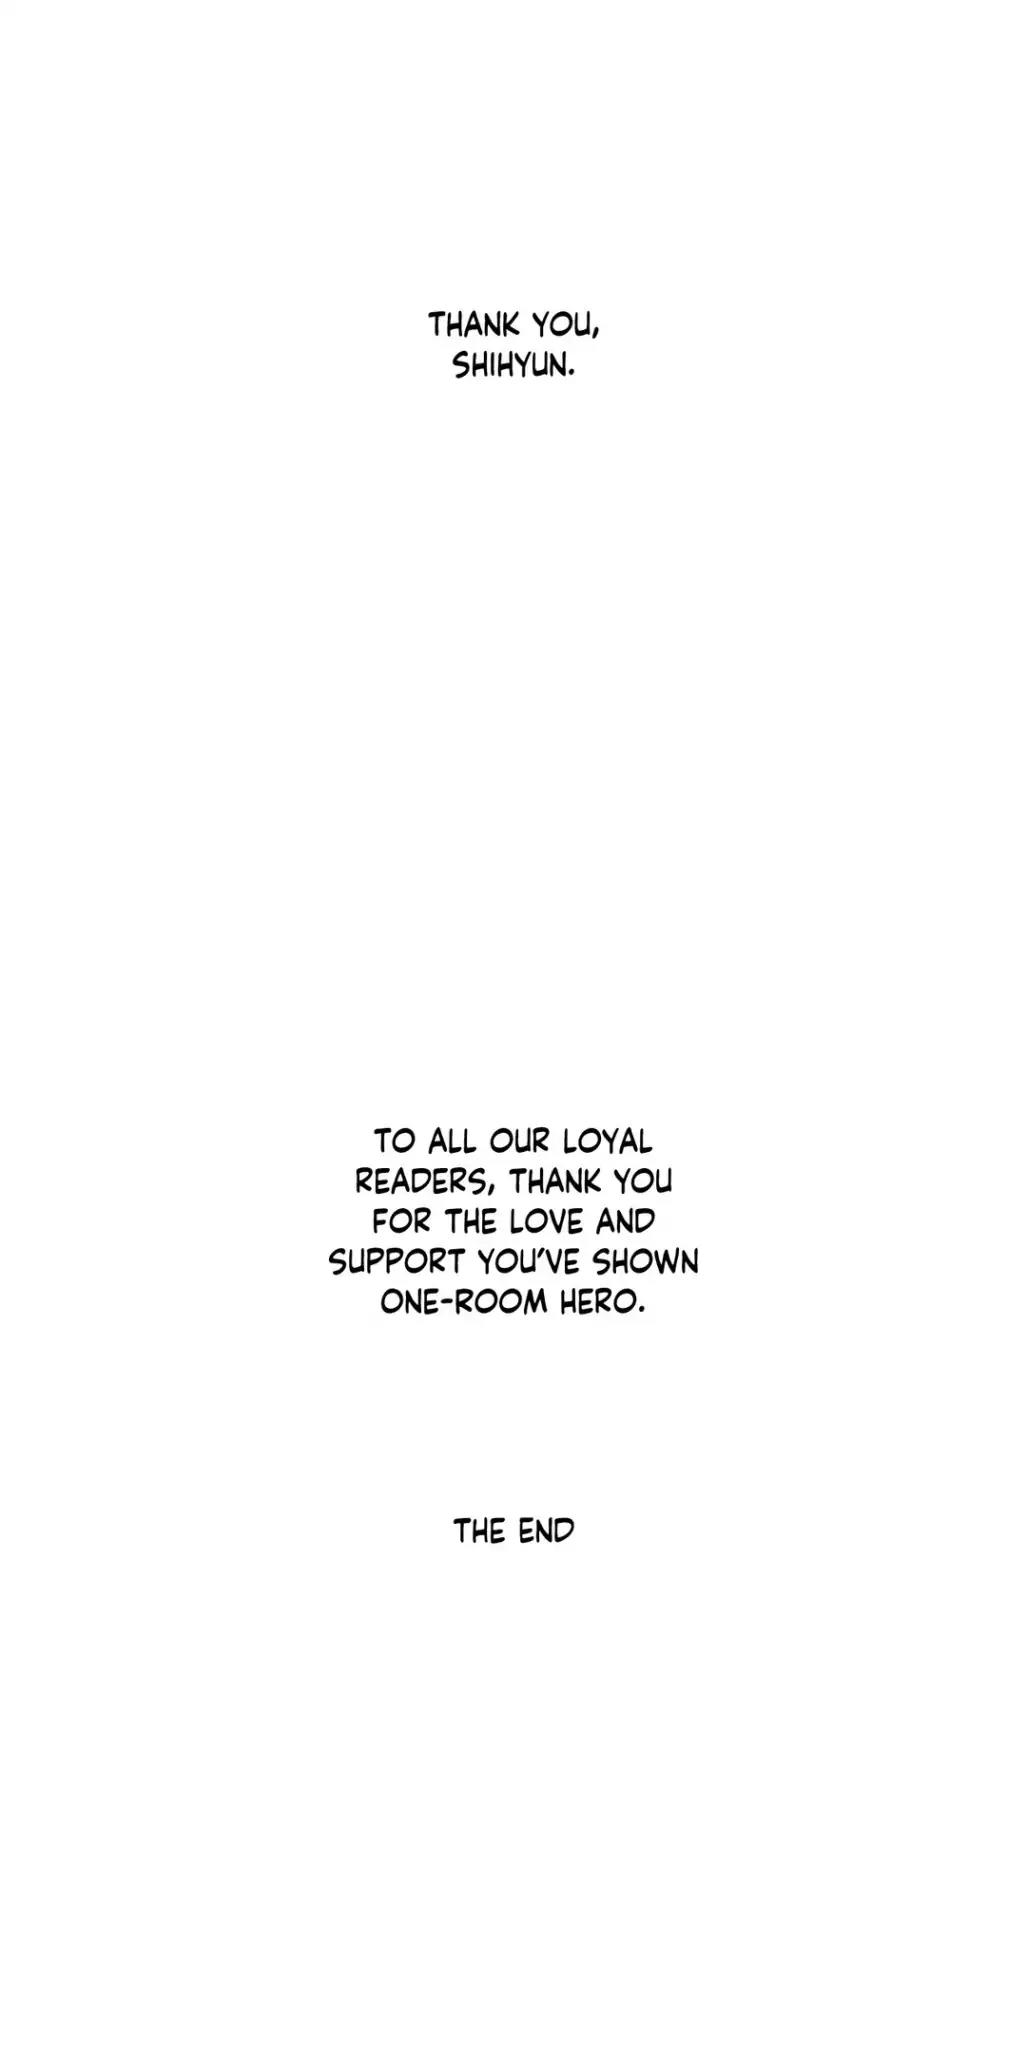 THANK YOU,
SHIHYUN.
TO ALL OUR LOYAL
READERS, THANK YOU
FOR THE LOVE AND
SUPPORT YOU'VE SHOWN
ONE-ROOM HERO.
THE END